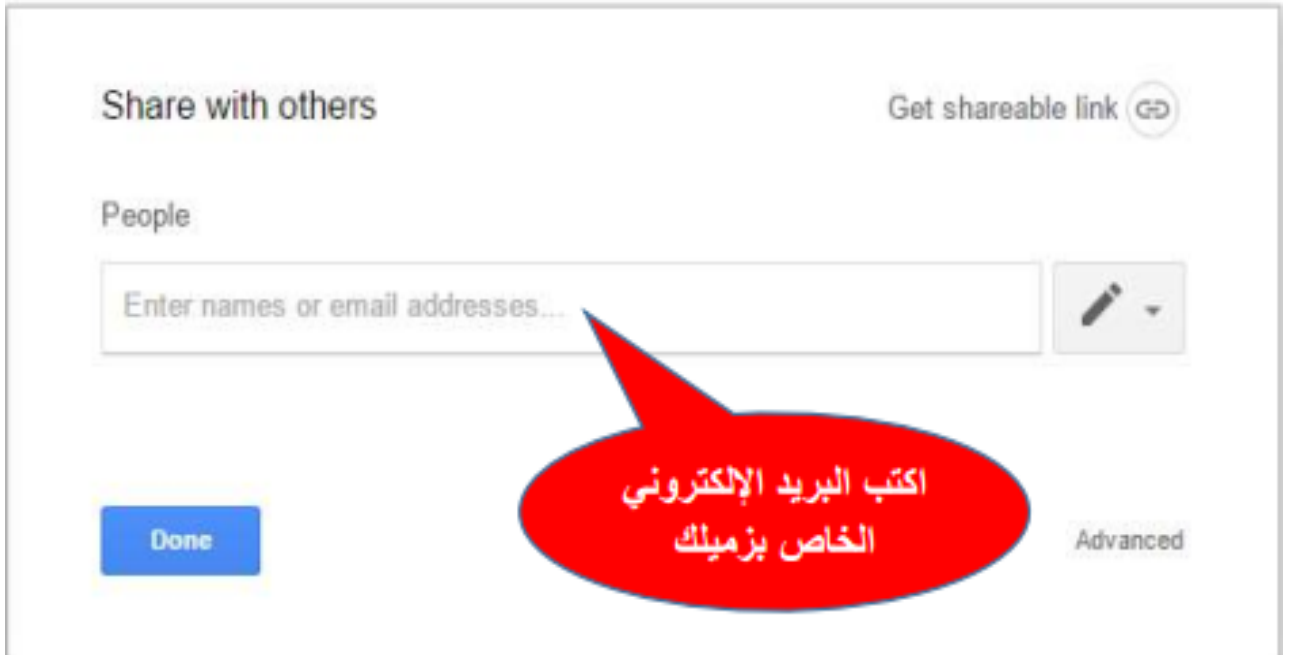 Share with others
Get shareable link
People
Enter names or email addresses...
اكتب البريد الإلكتروني
الخاص بزميلك
Done
Advanced